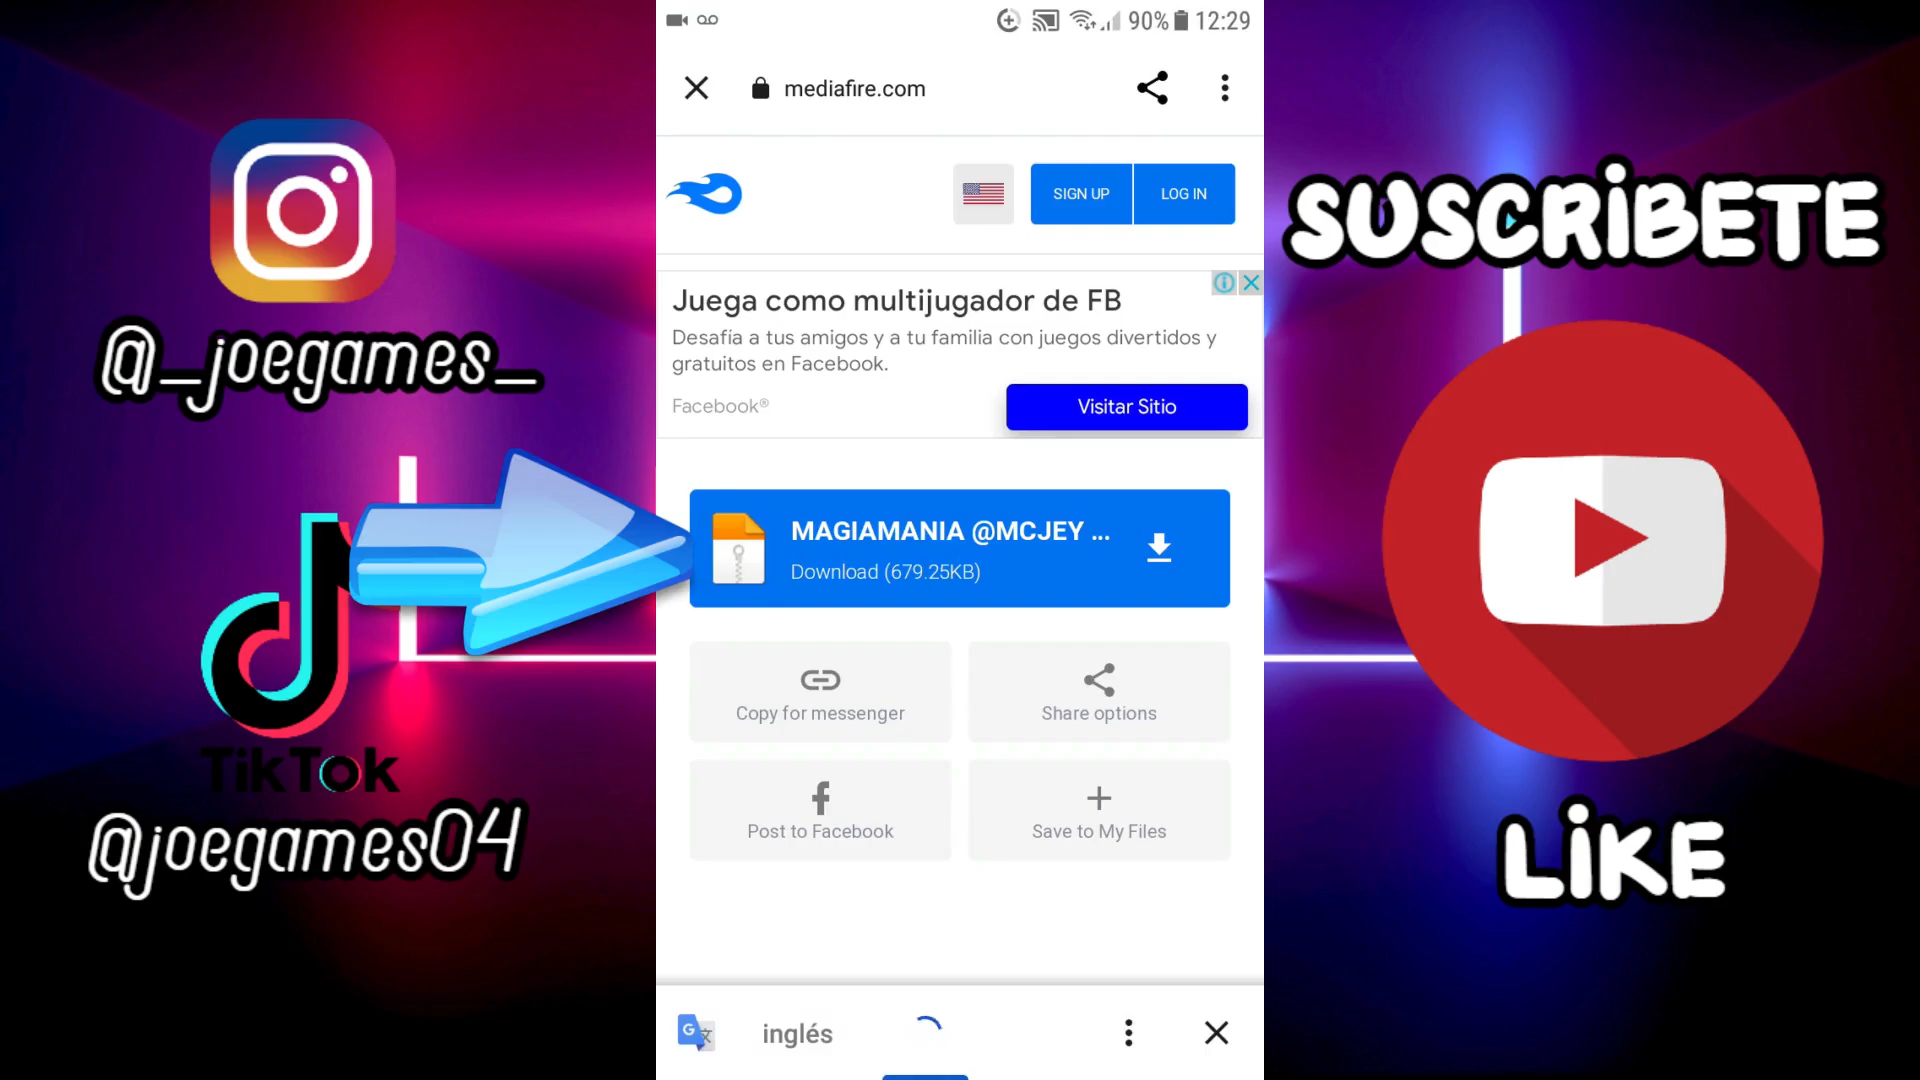 90% 12:29
mediafire.com
SIGN UP LOG IN
Juega como multijugador de FB
Desafía a tus amigos y a tu familia con juegos divertidos y
gratuitos en Facebook.
Facebook®
Visitar Sitio
MAGIAMANIA @MCJEY ...
Download (679.25KB)
Copy for messenger
Share options
Post to Facebook
Save to My Files
G 文
inglés
@_joegames_
TikTok
@joegames04
SUSCRiBETE
LiKE